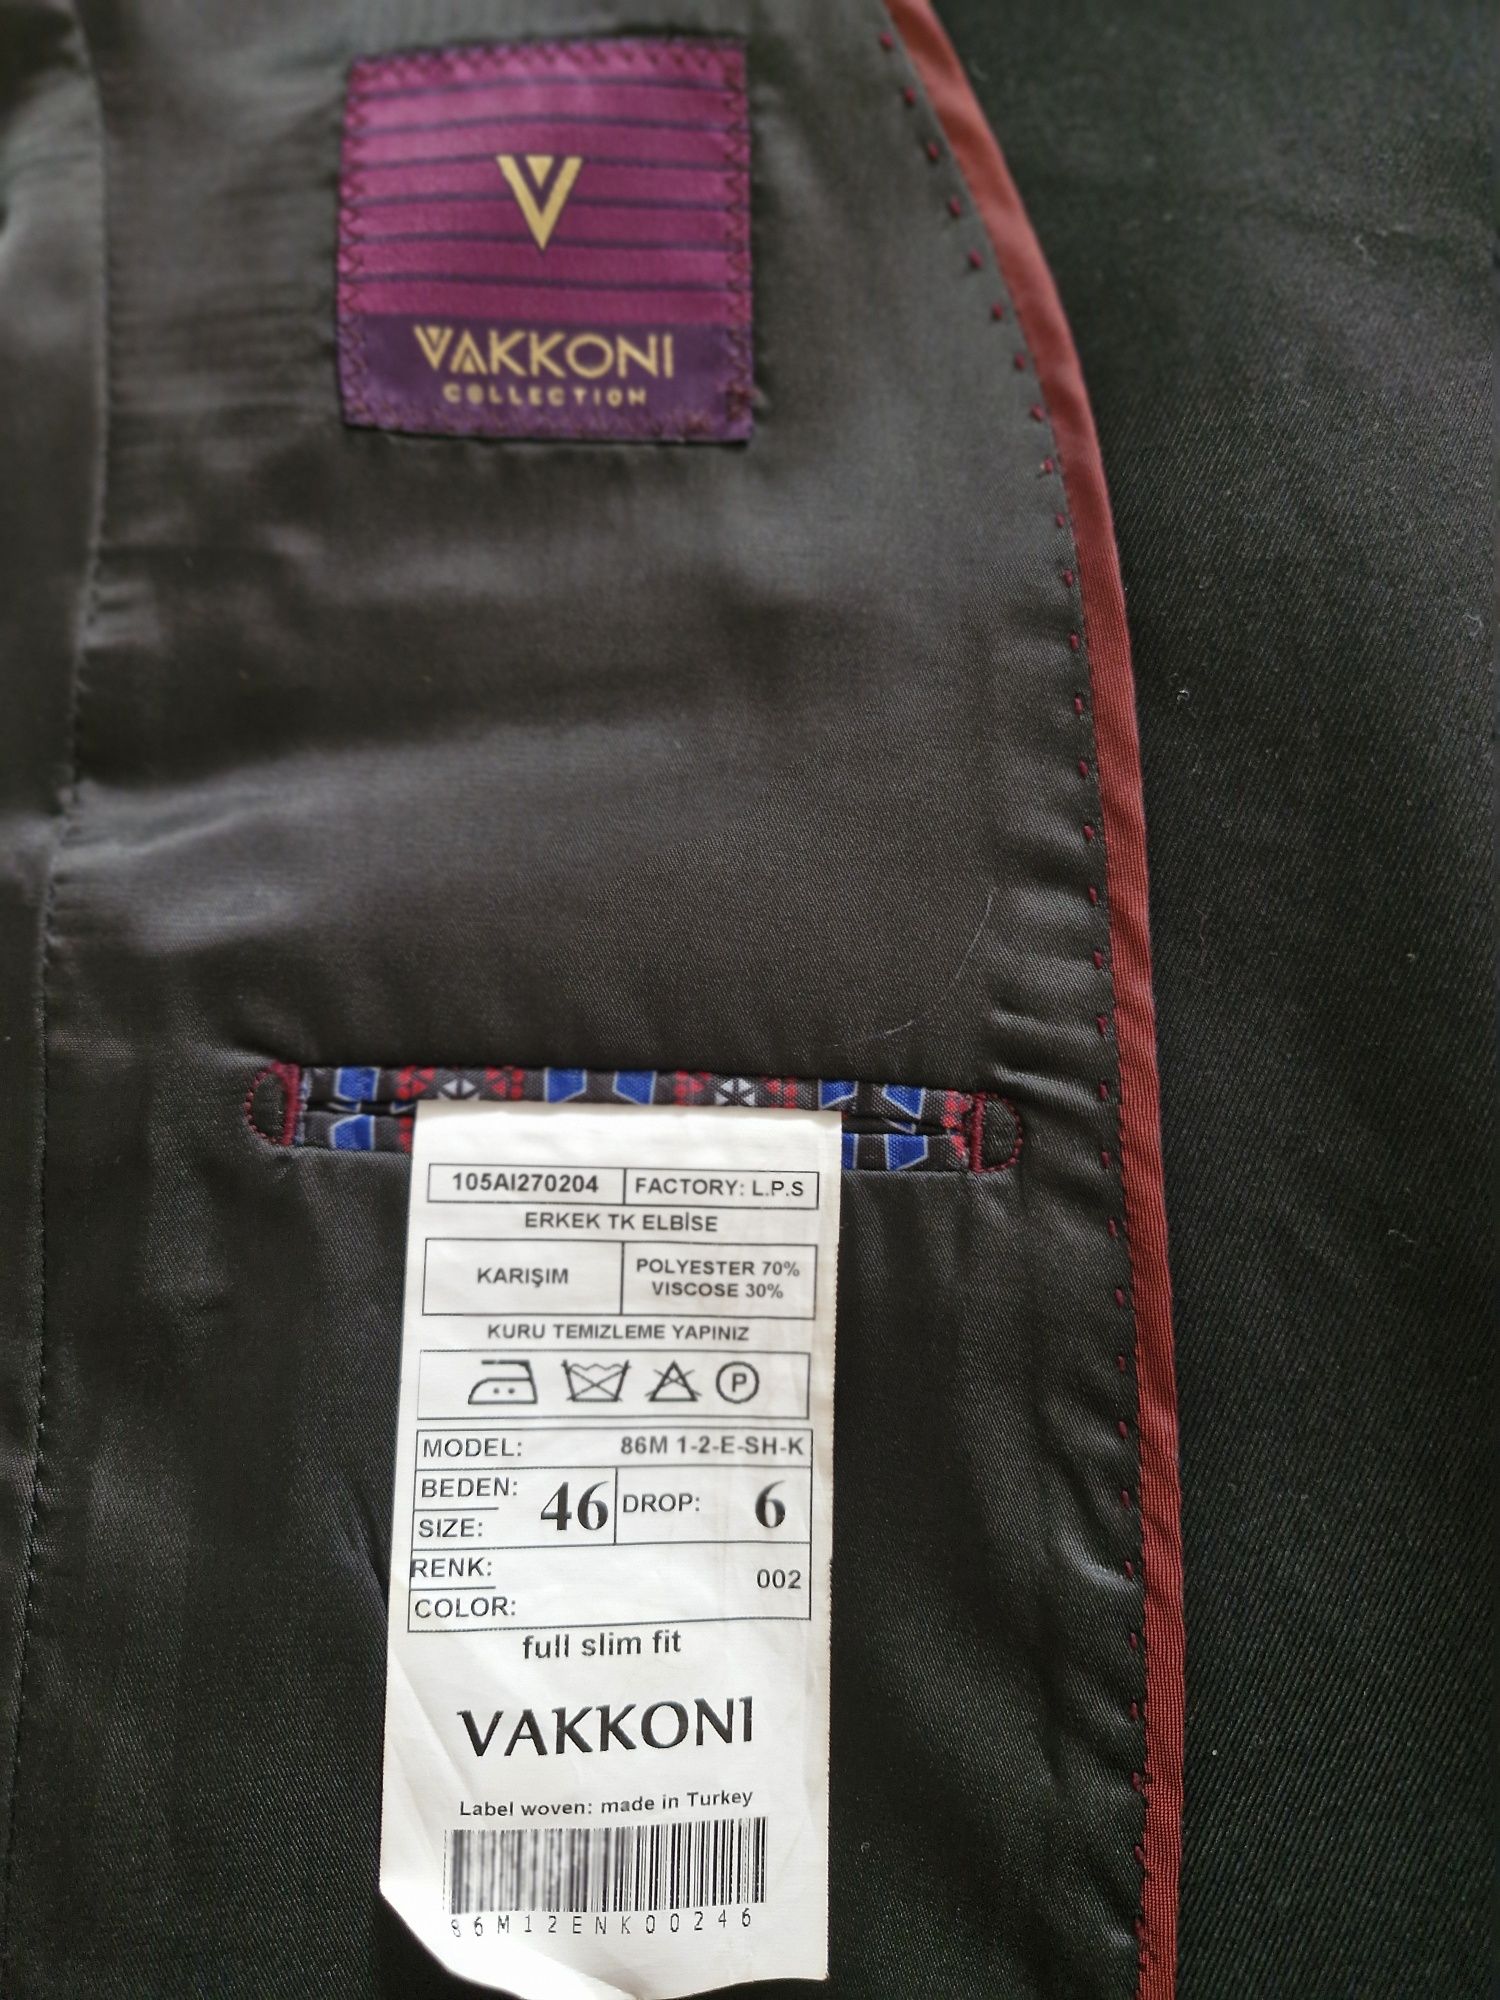 VAKKONI
COLLECTION
105AI270204 FACTORY: L.P.S
ERKEK TK ELBİSE
KARIŞIM POLYESTER 70%
VISCOSE 30%
KURU TEMIZLEME YAPINIZ
P
MODEL: 86M 1-2-E-SH-K
BEDEN: 46 DROP: 6
SIZE:
RENK: 002
COLOR:
full slim fit
VAKKONI
Label woven: made in Turkey
86M12ENK00246